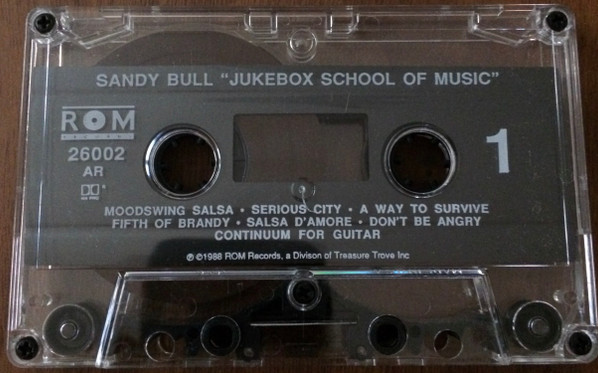 SANDY BULL “JUKEBOX SCHOOL OF MUSIC”
ROM
RECORDS
26002
AR
1
MOODSWING SALSA • SERIOUS CITY • A WAY TO SURVIVE
FIFTH OF BRANDY • SALSA D'AMORE • DON'T BE ANGRY
CONTINUUM FOR GUITAR
℗ ©1988 ROM Records, a Divison of Treasure Trove Inc